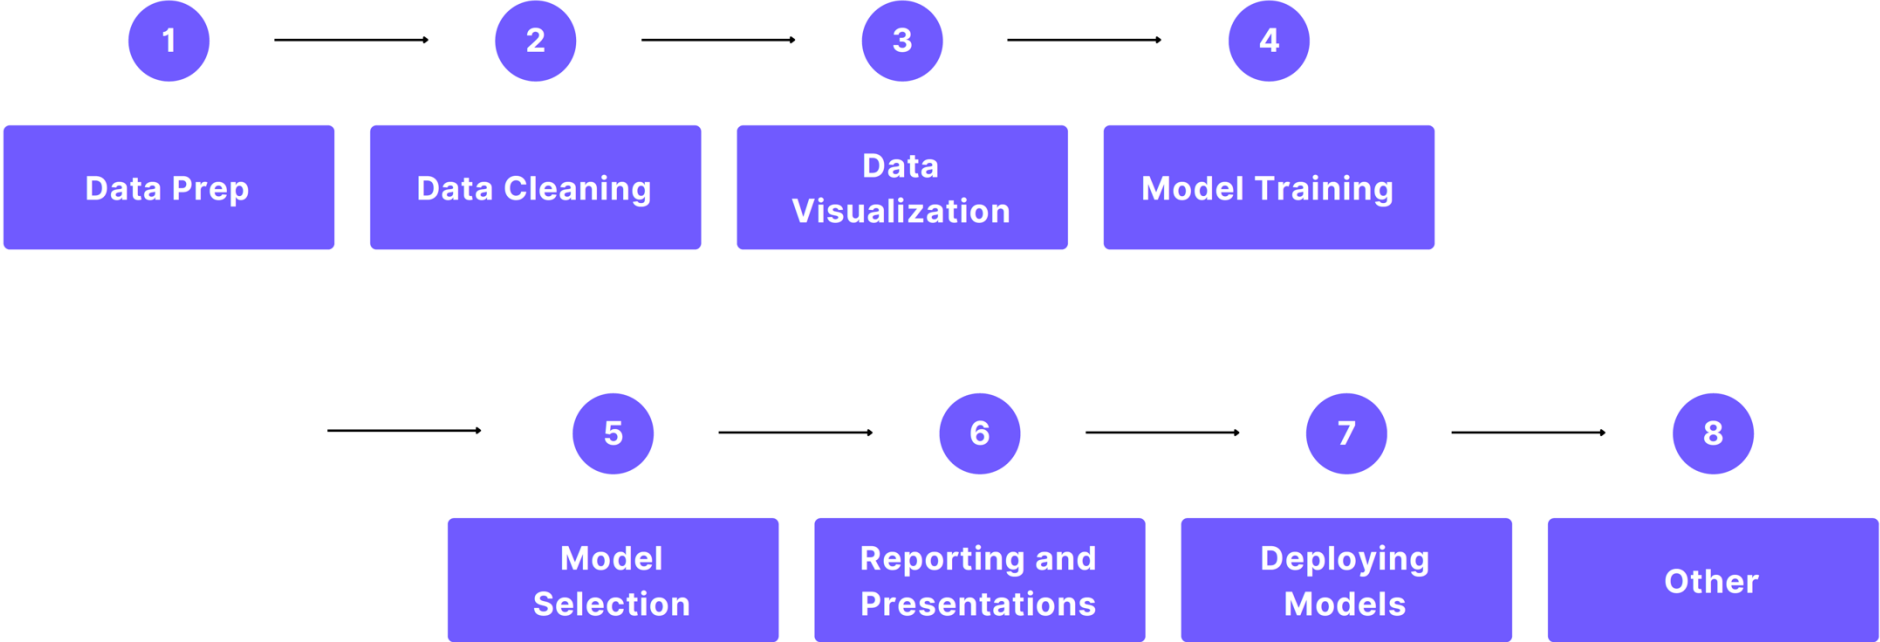 1
2
3
4
Data Prep
Data Cleaning
Data
Visualization
Model Training
5
6
7
8
Model
Selection
Reporting and
Presentations
Deploying
Models
Other